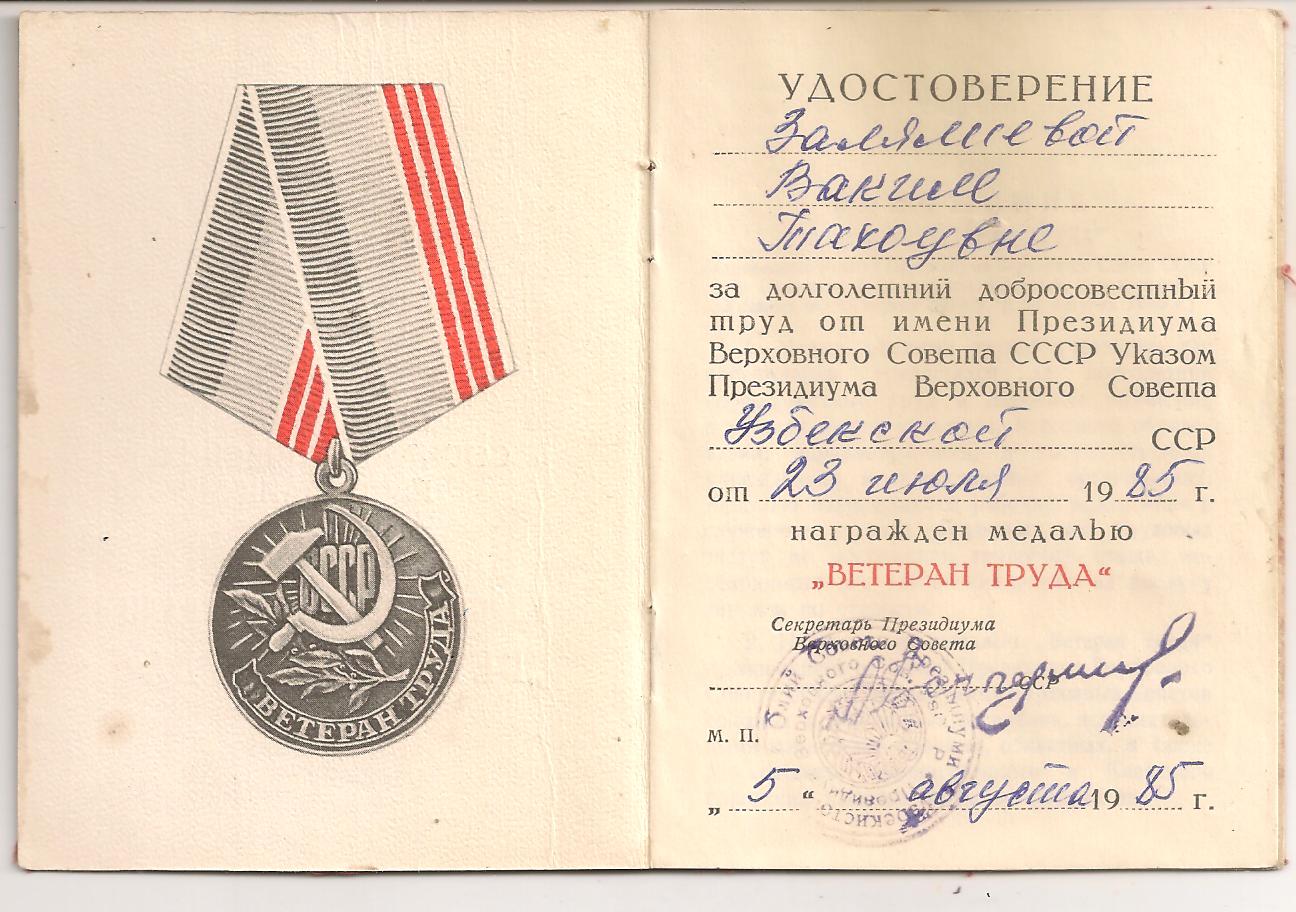 СССР
ВЕТЕРАН ТРУДА
УДОСТОВЕРЕНИЕ
Залялиевой
Вакиле
за долголетний добросовестный
труд от имени Президиума
Верховного Совета СССР Указом
Президиума Верховного Совета
Узбекской ССР
от 23 июля 1985 г.
награжден медалью
„ВЕТЕРАН ТРУДА“
Секретарь Президиума
Верховного Совета
ССР
М. П.
„ 5 “ августа 1985 г.